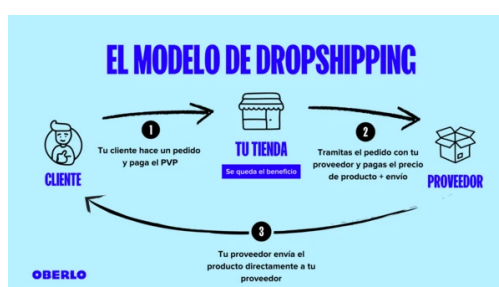 EL MODELO DE DROPSHIPPING
1
Tu cliente hace un pedido
y paga el PVP
CLIENTE
TU TIENDA
Se queda el beneficio
2
Tramitas el pedido con tu
proveedor y pagas el precio
de producto + envío
PROVEEDOR
3
Tu proveedor envía el
producto directamente a tu
proveedor
OBERLO